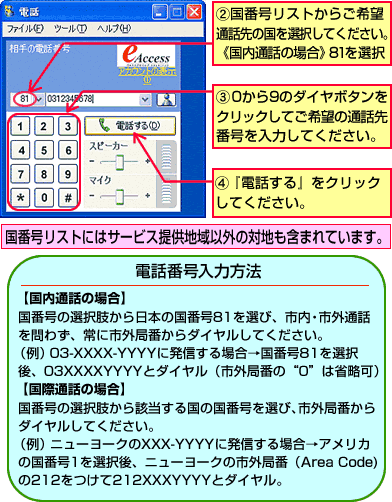 電話
ファイル(F) ツール(T) ヘルプ(H)
相手の電話番号
eAccess
アカウントの表示(I)
81 0312345678
1 2 3
4 5 6
7 8 9
* 0 #
電話する(D)
スピーカー
- +
マイク
- +
②国番号リストからご希望
通話先の国を選択してください。
《国内通話の場合》81を選択
③0から9のダイヤボタンを
クリックしてご希望の通話先
番号を入力してください。
④『電話する』をクリック
してください。
国番号リストにはサービス提供地域以外の対地も含まれています。
電話番号入力方法
【国内通話の場合】
国番号の選択肢から日本の国番号81を選び、市内・市外通話
を問わず、常に市外局番からダイヤルしてください。
（例）03-XXXX-YYYYに発信する場合→国番号81を選択
後、03XXXXYYYYとダイヤル（市外局番の“0”は省略可）
【国際通話の場合】
国番号の選択肢から該当する国の国番号を選び、市外局番から
ダイヤルしてください。
（例）ニューヨークのXXX-YYYYに発信する場合→アメリカ
の国番号1を選択後、ニューヨークの市外局番（Area Code)
の212をつけて212XXXYYYYとダイヤル。